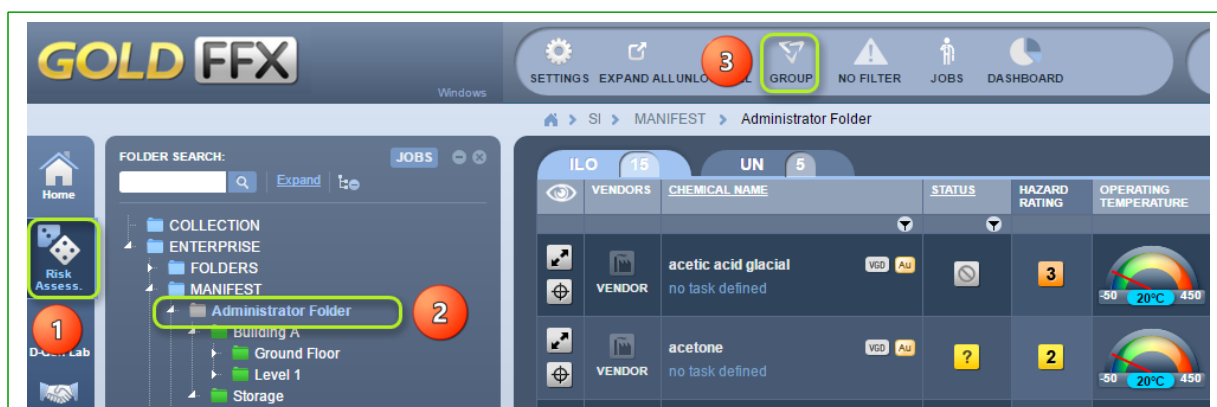 GOLD FFX
Windows
SETTINGS EXPAND ALL UNLO 3 GROUP NO FILTER JOBS DASHBOARD
> SI > MANIFEST > Administrator Folder
Home
Risk
Assess.
1
Lab
FOLDER SEARCH: JOBS
Expand
COLLECTION
ENTERPRISE
FOLDERS
MANIFEST
Administrator Folder 2
Building A
Ground Floor
Level 1
Storage
ILO 15 UN 5
VENDORS CHEMICAL NAME STATUS HAZARD RATING OPERATING TEMPERATURE
VENDOR
acetic acid glacial VGD Au
no task defined
3
-50 20°C 450
VENDOR
acetone VGD Au
no task defined
?
2
-50 20°C 450